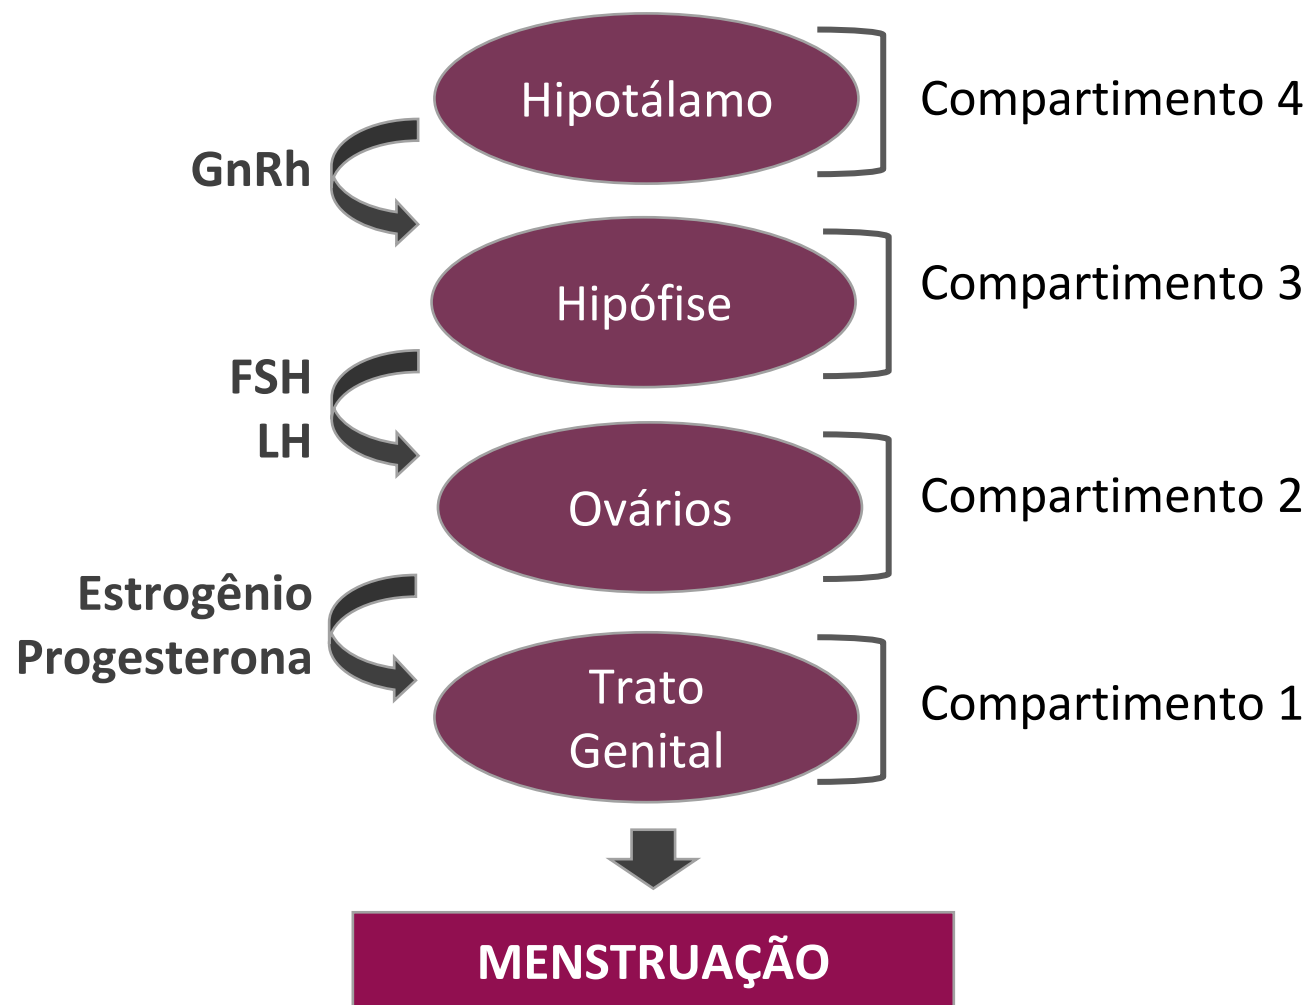 Hipotálamo
Compartimento 4
GnRh
Hipófise
Compartimento 3
FSH
LH
Ovários
Compartimento 2
Estrogênio
Progesterona
Trato
Genital
Compartimento 1
MENSTRUAÇÃO